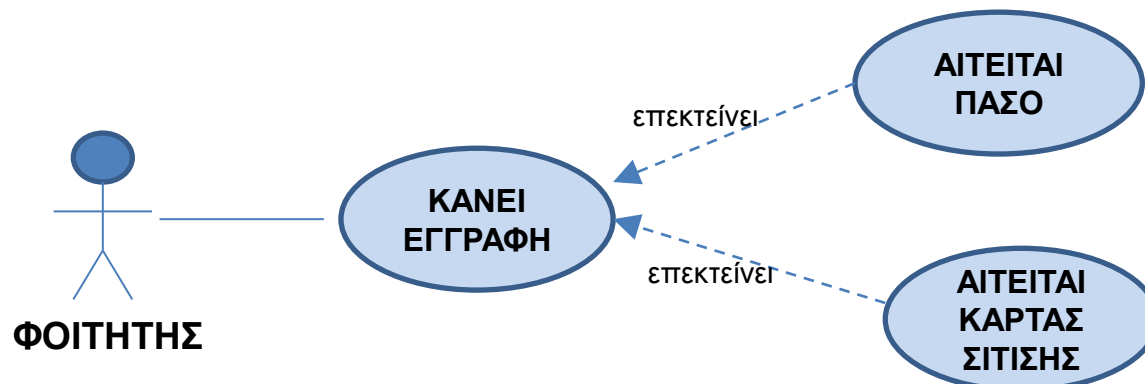 ΑΙΤΕΙΤΑΙ
ΠΑΣΟ
επεκτείνει
ΚΑΝΕΙ
ΕΓΓΡΑΦΗ
επεκτείνει
ΑΙΤΕΙΤΑΙ
ΚΑΡΤΑΣ
ΣΙΤΙΣΗΣ
ΦΟΙΤΗΤΗΣ